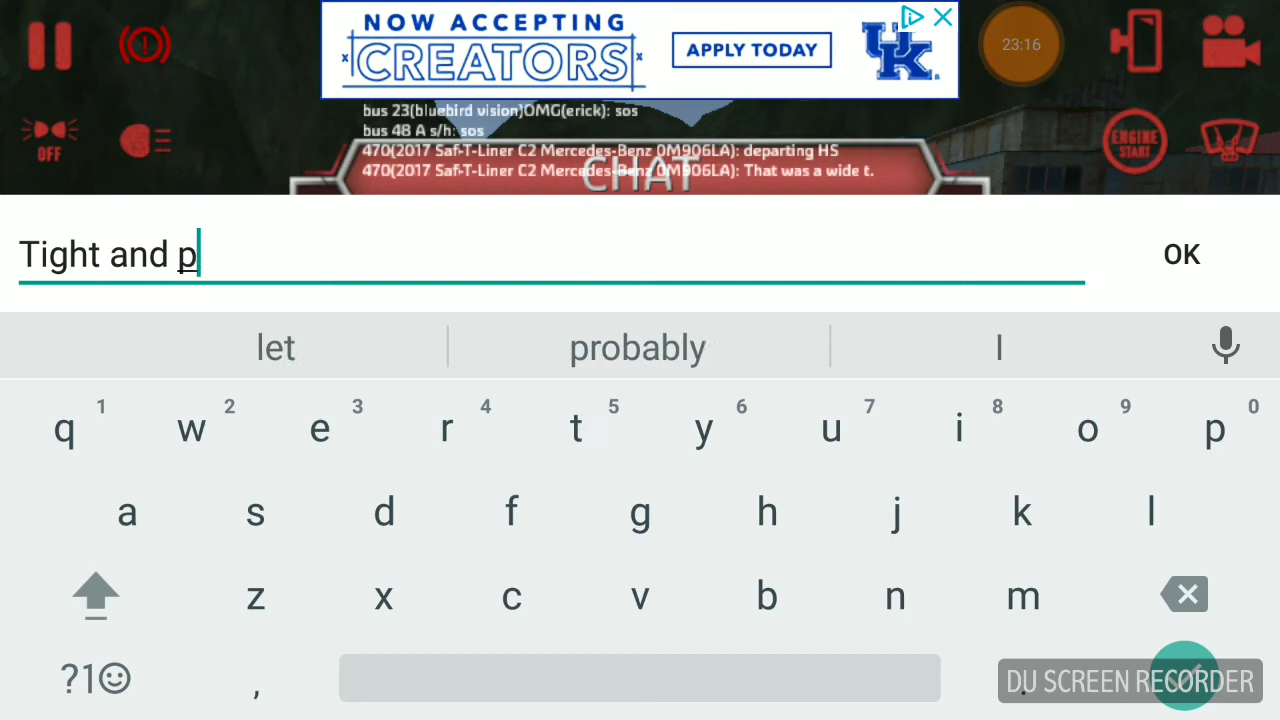 NOW ACCEPTING
CREATORS
APPLY TODAY
UK
23:16
OFF
ENGINE
START
bus 23(bluebird vision)OMG(erick): sos
bus 48 A s/h: sos
470(2017 Saf-T-Liner C2 Mercedes-Benz OM906LA): departing HS
470(2017 Saf-T-Liner C2 Mercedes-Benz OM906LA): That was a wide t.
CHAT
Tight and p
OK
let probably I
q 1 w 2 e 3 r 4 t 5 y 6 u 7 i 8 o 9 p 0
a s d f g h j k l
z x c v b n m
?1 , .
DU SCREEN RECORDER